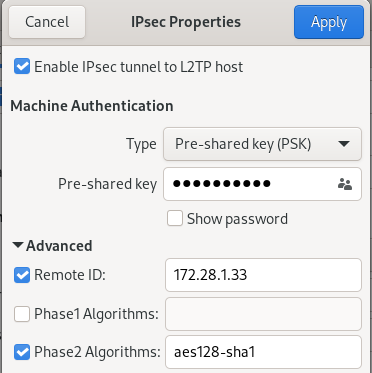 Cancel IPsec Properties Apply
Enable IPsec tunnel to L2TP host
Machine Authentication
Type Pre-shared key (PSK)
Pre-shared key ●●●●●●●●●●
Show password
Advanced
Remote ID: 172.28.1.33
Phase1 Algorithms:
Phase2 Algorithms: aes128-sha1